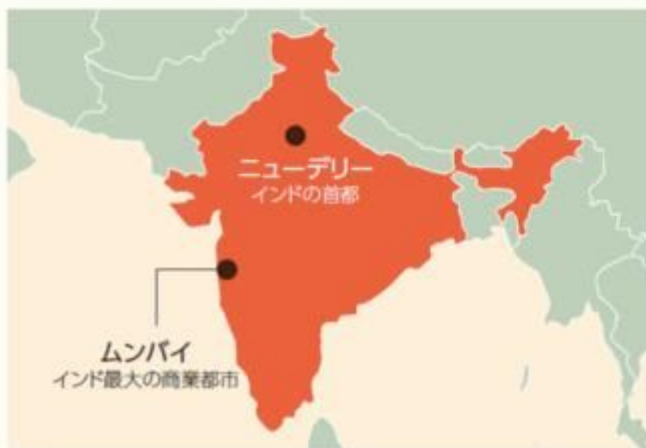 ニューデリー
インドの首都
ムンバイ
インド最大の商業都市